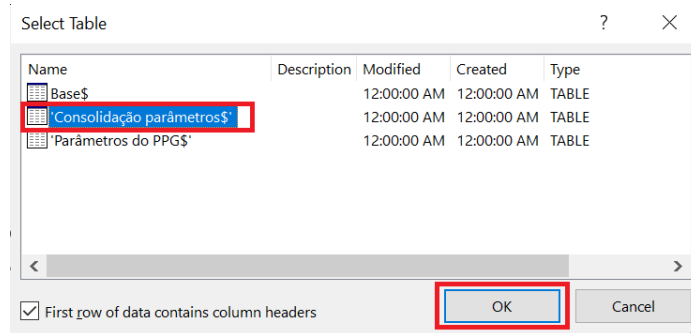 Select Table ? ×
Name Description Modified Created Type
Base$ 12:00:00 AM 12:00:00 AM TABLE
'Consolidação parâmetros$' 12:00:00 AM 12:00:00 AM TABLE
'Parâmetros do PPG$' 12:00:00 AM 12:00:00 AM TABLE
First row of data contains column headers OK Cancel